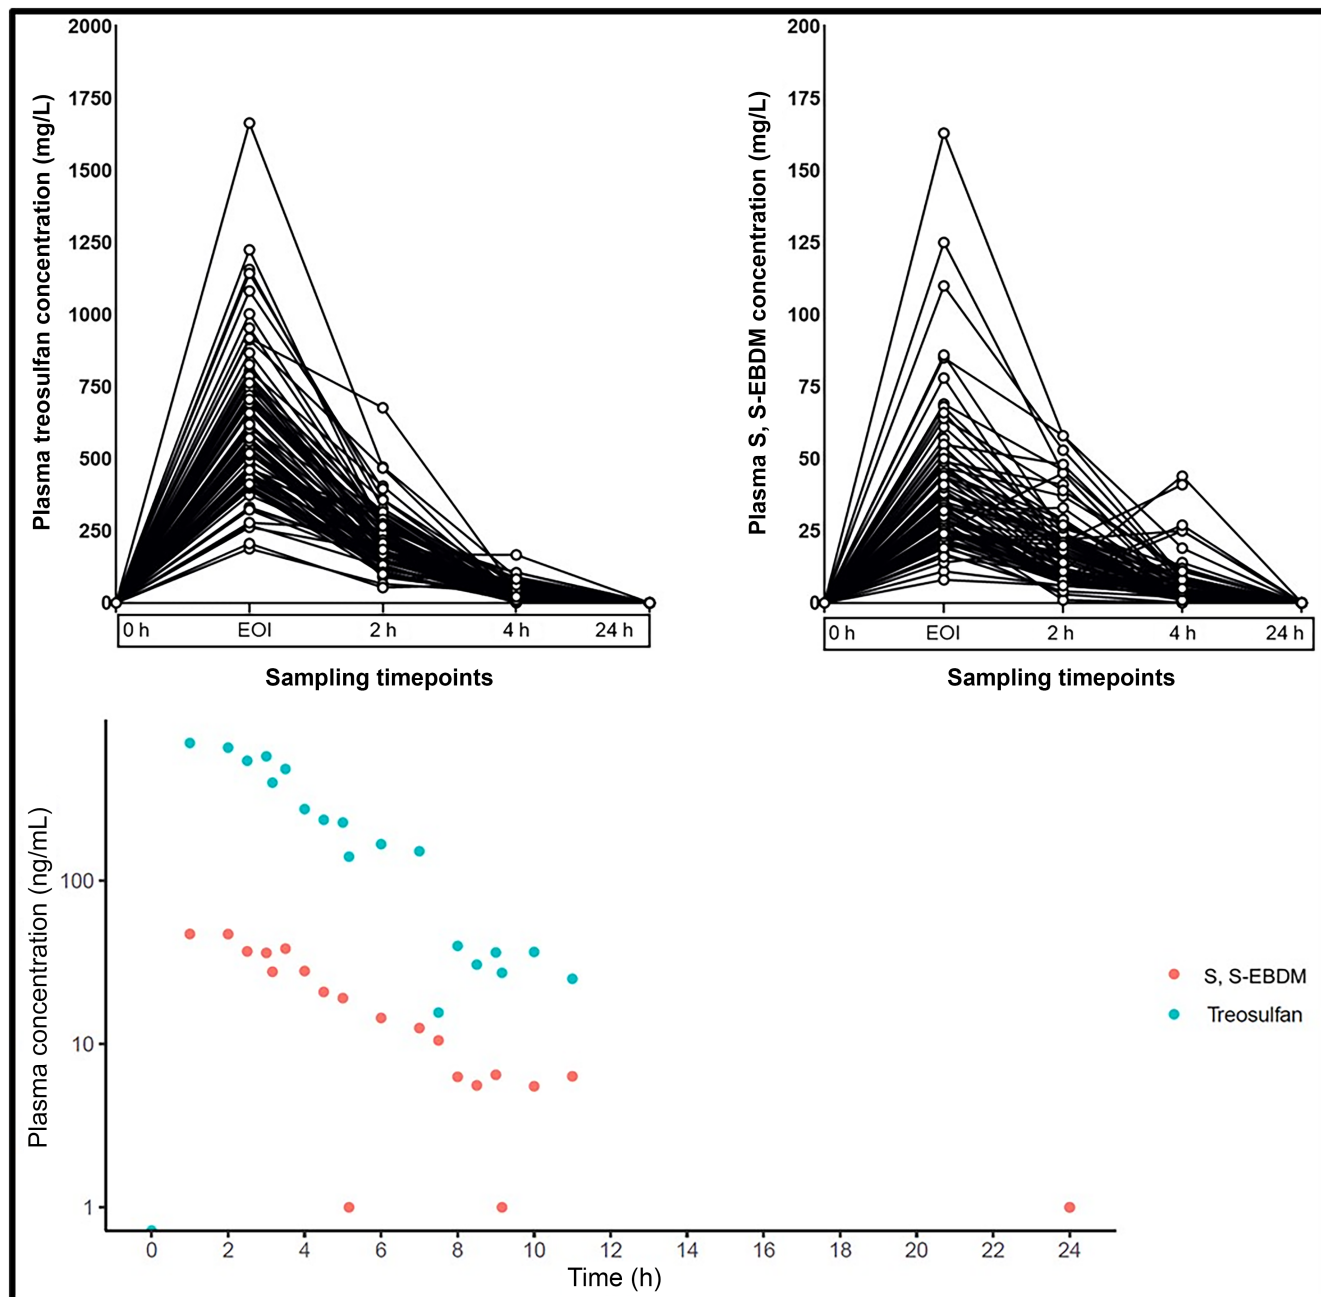 Plasma treosulfan concentration (mg/L)
2000
1750
1500
1250
1000
750
500
250
0
0 h EOI 2 h 4 h 24 h
Sampling timepoints
Plasma S, S-EBDM concentration (mg/L)
200
175
150
125
100
75
50
25
0
0 h EOI 2 h 4 h 24 h
Sampling timepoints
Plasma concentration (ng/mL)
100
10
1
0 2 4 6 8 10 12 14 16 18 20 22 24
Time (h)
S, S-EBDM
Treosulfan